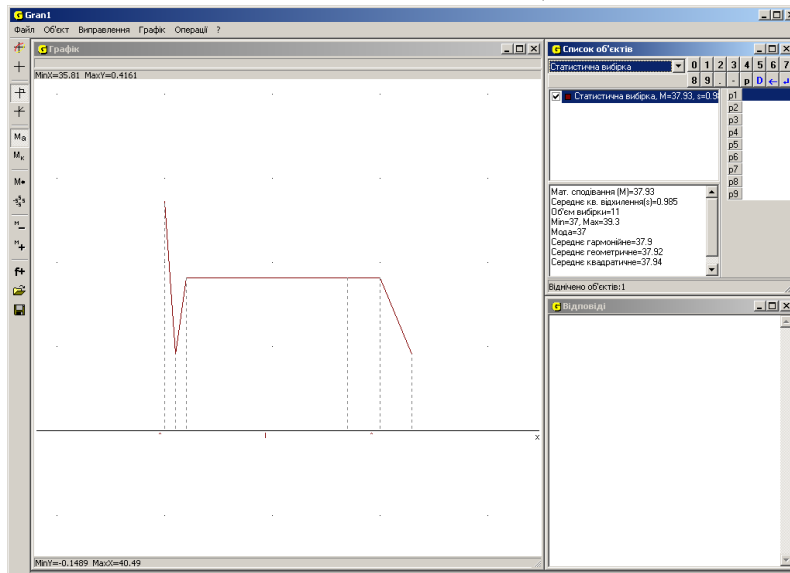 Gran1
Файл Об'єкт Виправлення Графік Операції ?
Графік
MinX=35.81 MaxY=0.4161
x
MinY=-0.1489 MaxX=40.49
Список об'єктів
Статистична вибірка
0 1 2 3 4 5 6 7
8 9 . - p D ← ↲
Статистична вибірка, M=37.93, s=0.9
p1
p2
p3
p4
p5
p6
p7
p8
p9
Мат. сподівання (M)=37.93
Середнє кв. відхилення(s)=0.985
Об'єм вибірки=11
Min=37, Max=39.3
Мода=37
Середнє гармонійне=37.9
Середнє геометричне=37.92
Середнє квадратичне=37.94
Відмічено об'єктів:1
Відповіді
Ma
Mк
M
M
M+
f+